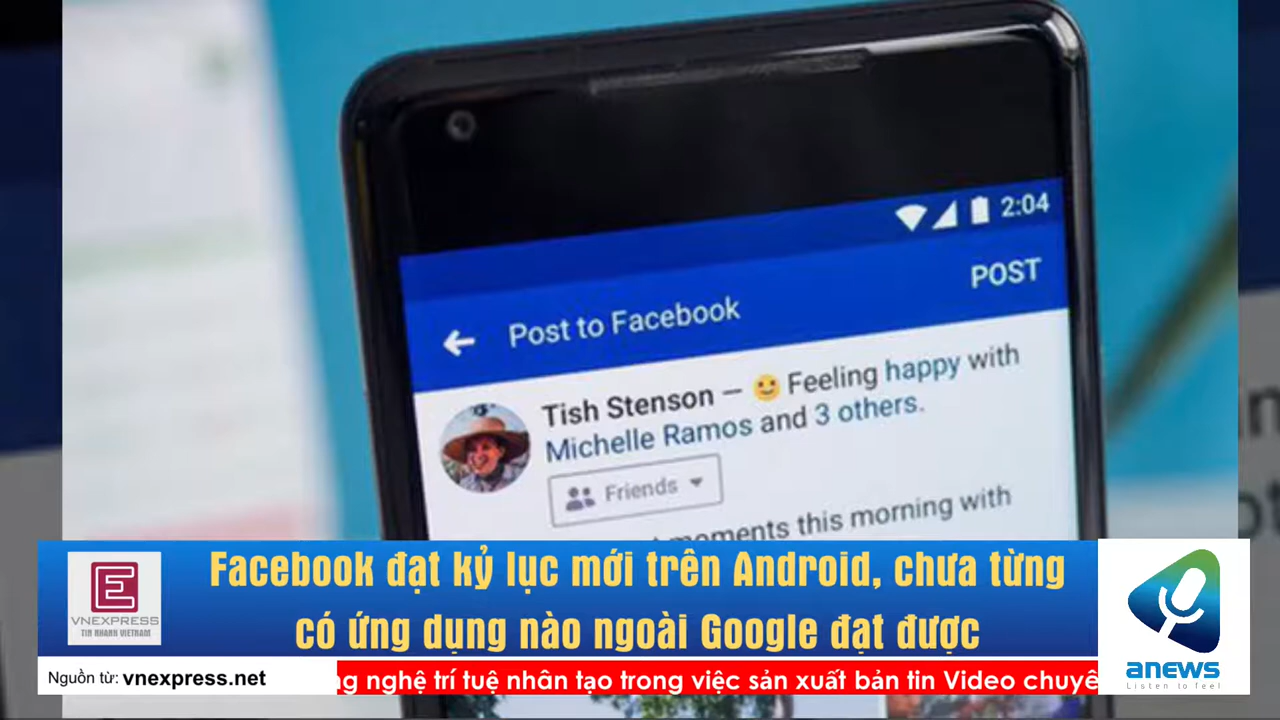 2:04
POST
Post to Facebook
Tish Stenson — 🙂 Feeling happy with
Michelle Ramos and 3 others.
Friends
moments this morning with
Facebook đạt kỷ lục mới trên Android, chưa từng
có ứng dụng nào ngoài Google đạt được
E
VNEXPRESS
TIN NHANH VIETNAM
Nguồn từ: vnexpress.net
nghệ trí tuệ nhân tạo trong việc sản xuất bản tin Video
anews
Listen to feel